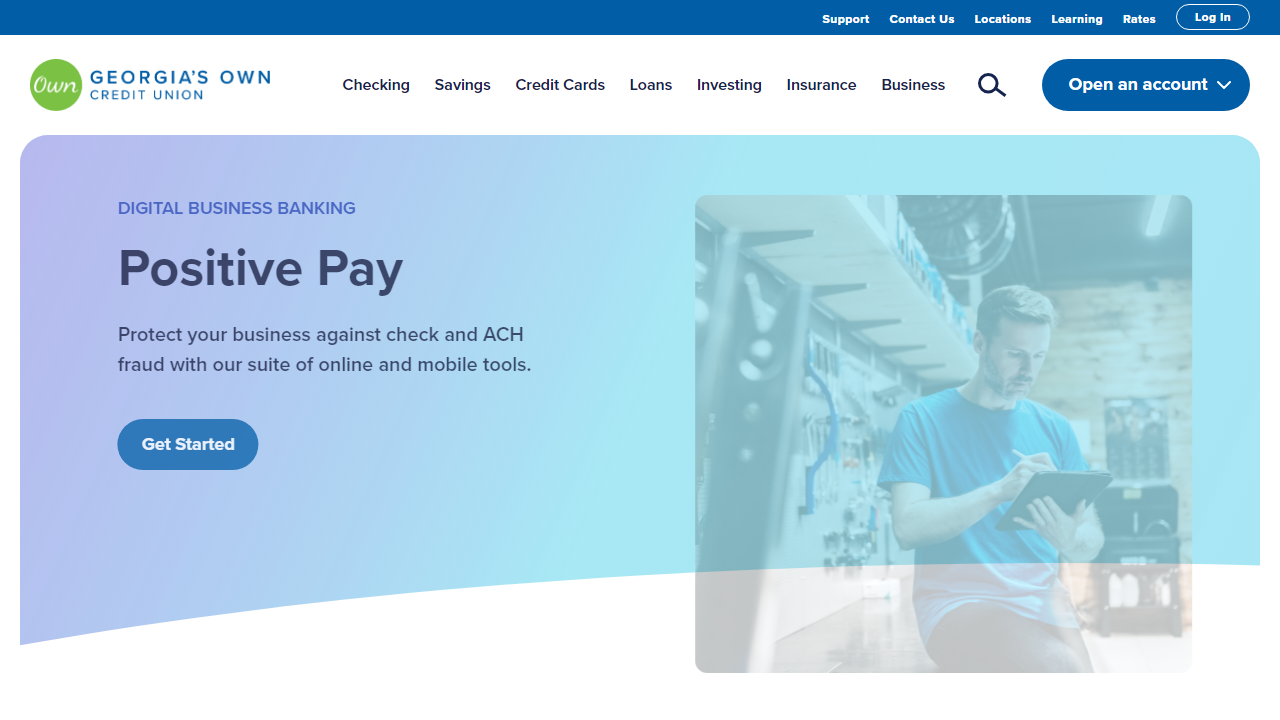 Support Contact Us Locations Learning Rates Log In
Own GEORGIA'S OWN
CREDIT UNION
Checking Savings Credit Cards Loans Investing Insurance Business Open an account
DIGITAL BUSINESS BANKING
Positive Pay
Protect your business against check and ACH
fraud with our suite of online and mobile tools.
Get Started